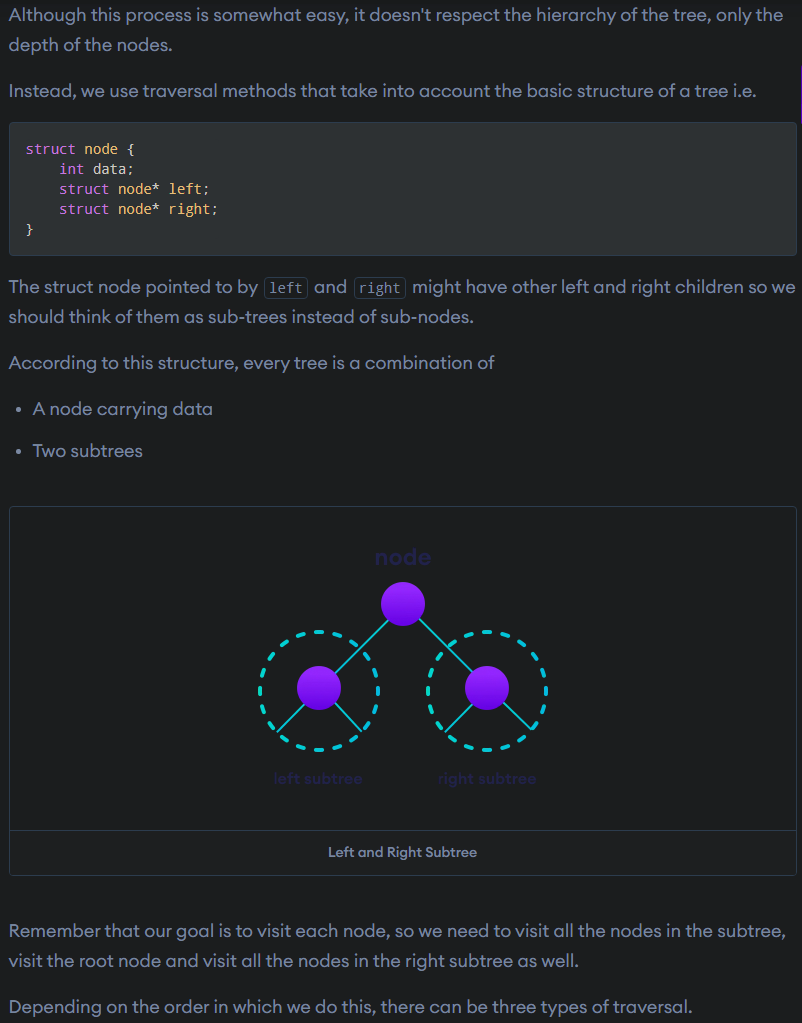 Although this process is somewhat easy, it doesn't respect the hierarchy of the tree, only the
depth of the nodes.
Instead, we use traversal methods that take into account the basic structure of a tree i.e.
struct node {
    int data;
    struct node* left;
    struct node* right;
}
The struct node pointed to by left and right might have other left and right children so we
should think of them as sub-trees instead of sub-nodes.
According to this structure, every tree is a combination of
• A node carrying data
• Two subtrees
node
left subtree
right subtree
Left and Right Subtree
Remember that our goal is to visit each node, so we need to visit all the nodes in the subtree,
visit the root node and visit all the nodes in the right subtree as well.
Depending on the order in which we do this, there can be three types of traversal.